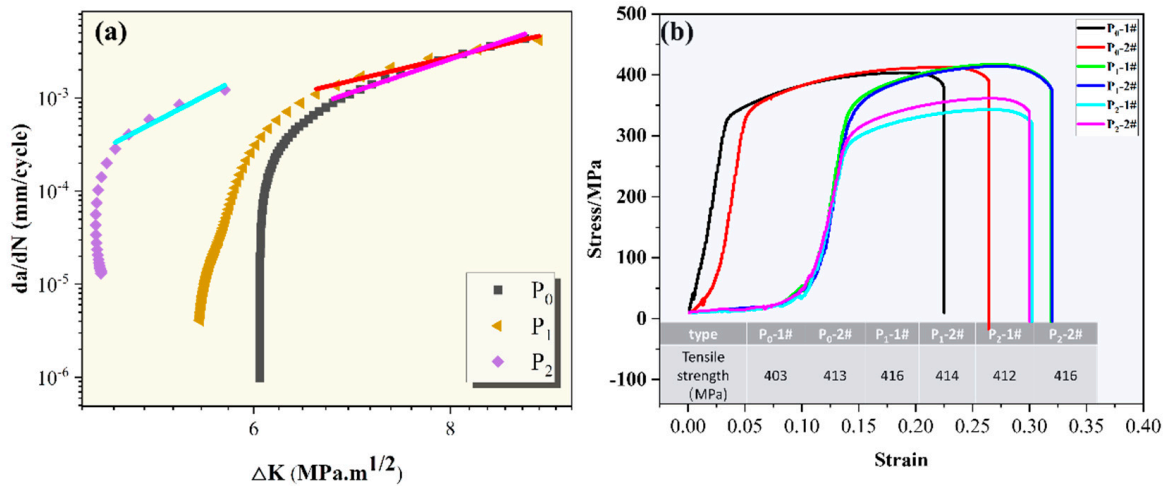 (a)
da/dN (mm/cycle)
10⁻³
10⁻⁴
10⁻⁵
10⁻⁶
P₀
P₁
P₂
6 8
△K (MPa.m^1/2)
(b)
Stress/MPa
500
400
300
200
100
0
-100
P₀-1#
P₀-2#
P₁-1#
P₁-2#
P₂-1#
P₂-2#
type P₀-1# P₀-2# P₁-1# P₁-2# P₂-1# P₂-2#
Tensile
strength
(MPa)
403 413 416 414 412 416
0.00 0.05 0.10 0.15 0.20 0.25 0.30 0.35 0.40
Strain